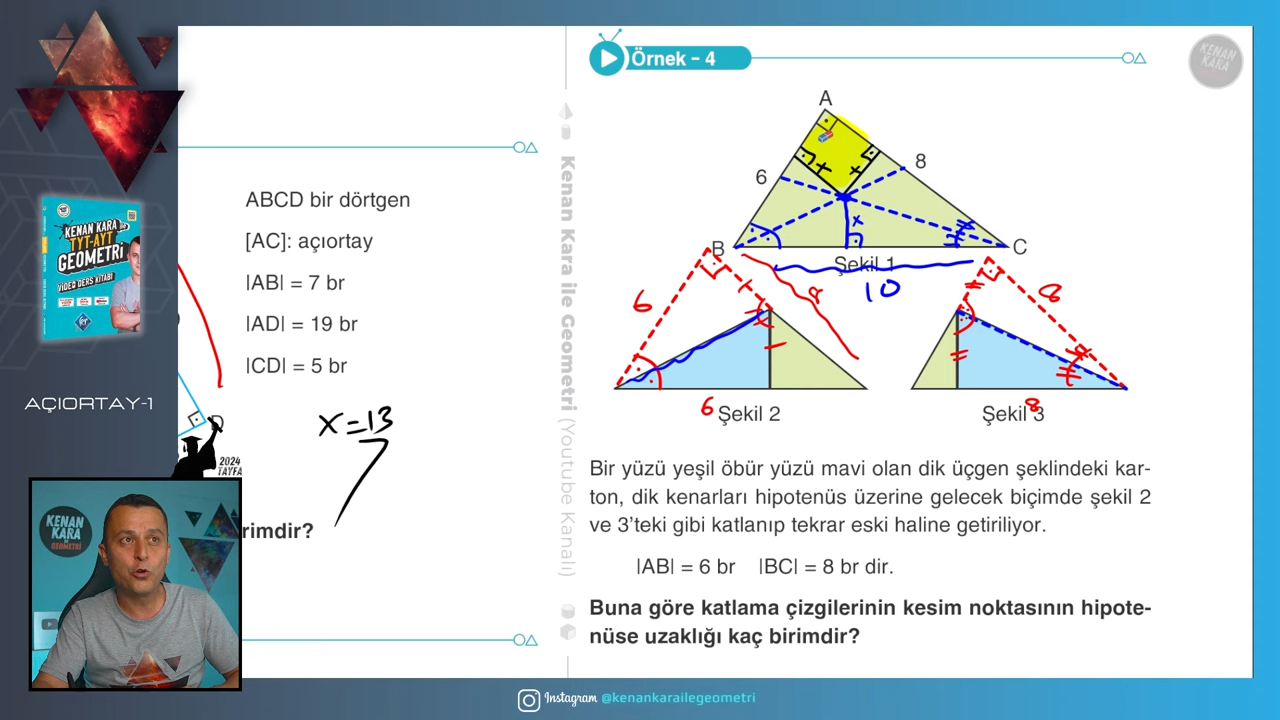 Örnek – 4
KENAN
KARA
A
6
8
x
x
x
B
C
Şekil 1
10
6
8
8
6
Şekil 2
8
Şekil 3
Bir yüzü yeşil öbür yüzü mavi olan dik üçgen şeklindeki kar-
ton, dik kenarları hipotenüs üzerine gelecek biçimde şekil 2
ve 3'teki gibi katlanıp tekrar eski haline getiriliyor.
|AB| = 6 br |BC| = 8 br dir.
Buna göre katlama çizgilerinin kesim noktasının hipote-
nüse uzaklığı kaç birimdir?
Kenan Kara ile Geometri (Youtube Kanalı)
ABCD bir dörtgen
[AC]: açıortay
|AB| = 7 br
|AD| = 19 br
|CD| = 5 br
x = 13
D
2024
TAYFA
rimdir?
KENAN KARA
TYT-AYT
GEOMETRİ
VİDEO DERS KİTABI
AÇIORTAY-1
KENAN
KARA
GEOMETRİ
Instagram @kenankarailegeometri